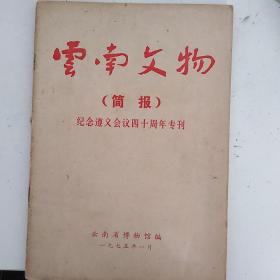 雲南文物
（简报）
纪念遵义会议四十周年专刊
云南省博物馆编
一九七五年一月